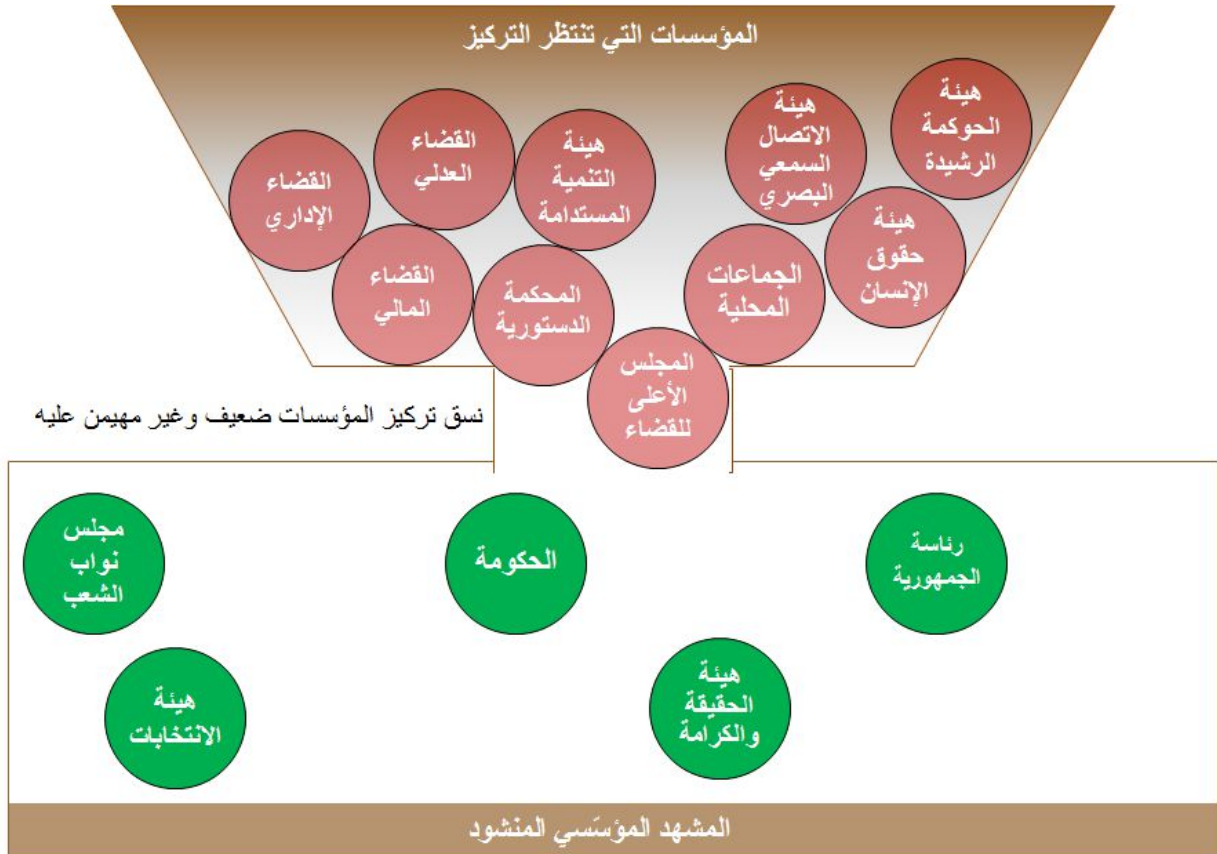 المؤسسات التي تنتظر التركيز
هيئة
الحوكمة
الرشيدة
هيئة
الاتصال
السمعي
البصري
هيئة
التنمية
المستدامة
القضاء
العدلي
القضاء
الإداري
هيئة
حقوق
الإنسان
الجماعات
المحلية
المحكمة
الدستورية
القضاء
المالي
المجلس
الأعلى
للقضاء
نسق تركيز المؤسسات ضعيف وغير مهيمن عليه
رئاسة
الجمهورية
الحكومة
مجلس
نواب
الشعب
هيئة
الحقيقة
والكرامة
هيئة
الانتخابات
المشهد المؤسّسي المنشود